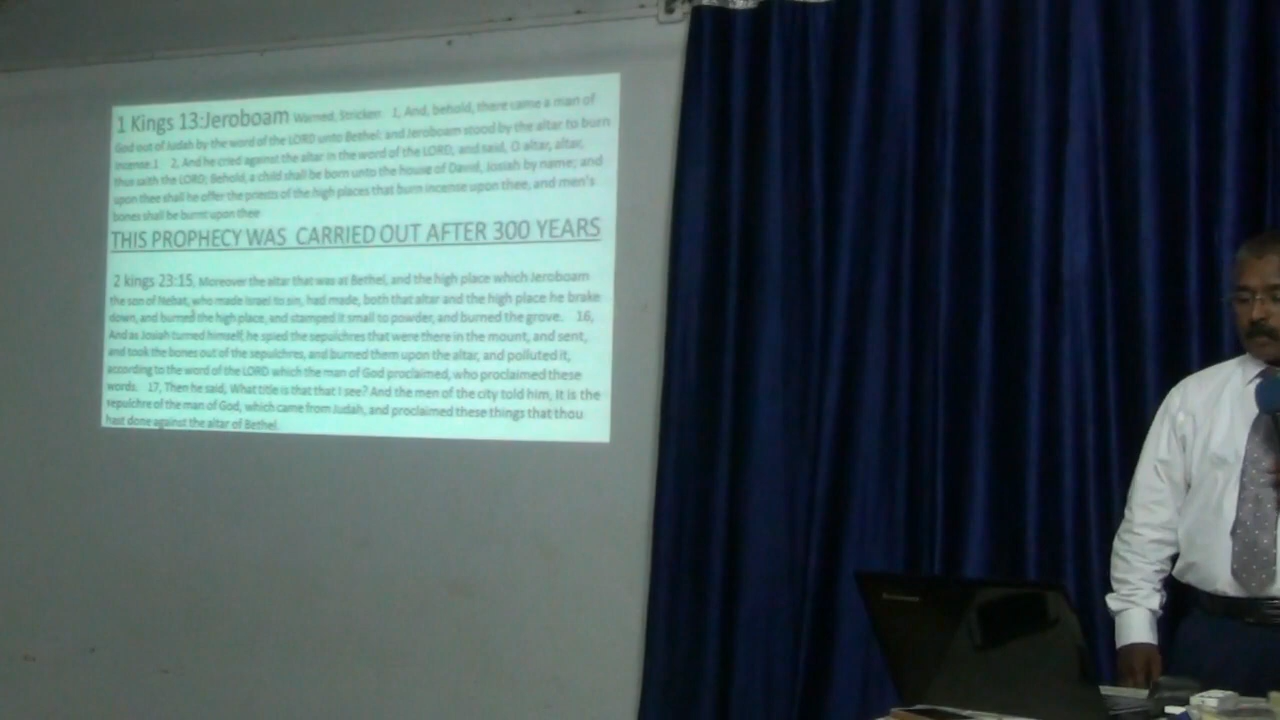 1 Kings 13:Jeroboam Warned, Stricken   1, And, behold, there came a man of
God out of Judah by the word of the LORD unto Bethel: and Jeroboam stood by the altar to burn
incense.1   2, And he cried against the altar in the word of the LORD, and said, O altar, altar,
thus saith the LORD; Behold, a child shall be born unto the house of David, Josiah by name; and
upon thee shall he offer the priests of the high places that burn incense upon thee, and men's
bones shall be burnt upon thee
THIS PROPHECY WAS CARRIED OUT AFTER 300 YEARS
2 kings 23:15, Moreover the altar that was at Bethel, and the high place which Jeroboam
the son of Nebat, who made Israel to sin, had made, both that altar and the high place he brake
down, and burned the high place, and stamped it small to powder, and burned the grove.   16,
And as Josiah turned himself, he spied the sepulchres that were there in the mount, and sent,
and took the bones out of the sepulchres, and burned them upon the altar, and polluted it,
according to the word of the LORD which the man of God proclaimed, who proclaimed these
words.   17, Then he said, What title is that that I see? And the men of the city told him, It is the
sepulchre of the man of God, which came from Judah, and proclaimed these things that thou
hast done against the altar of Bethel.